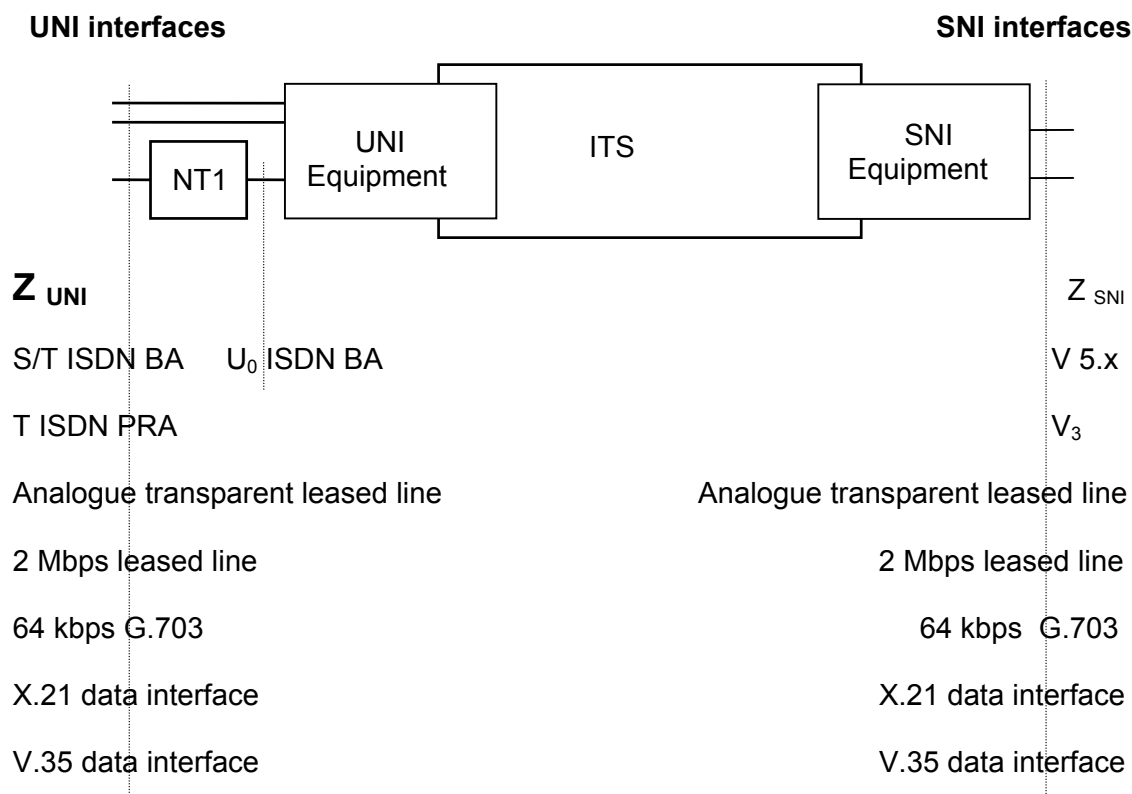 UNI interfaces SNI interfaces
UNI Equipment
ITS
SNI Equipment
NT1
Z UNI Z SNI
S/T ISDN BA U0 ISDN BA V 5.x
T ISDN PRA V3
Analogue transparent leased line Analogue transparent leased line
2 Mbps leased line 2 Mbps leased line
64 kbps G.703 64 kbps G.703
X.21 data interface X.21 data interface
V.35 data interface V.35 data interface